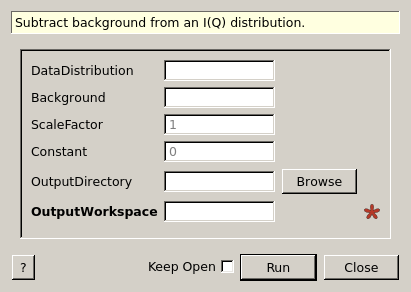 Subtract background from an I(Q) distribution.
DataDistribution
Background
ScaleFactor 1
Constant 0
OutputDirectory Browse
OutputWorkspace *
? Keep Open Run Close